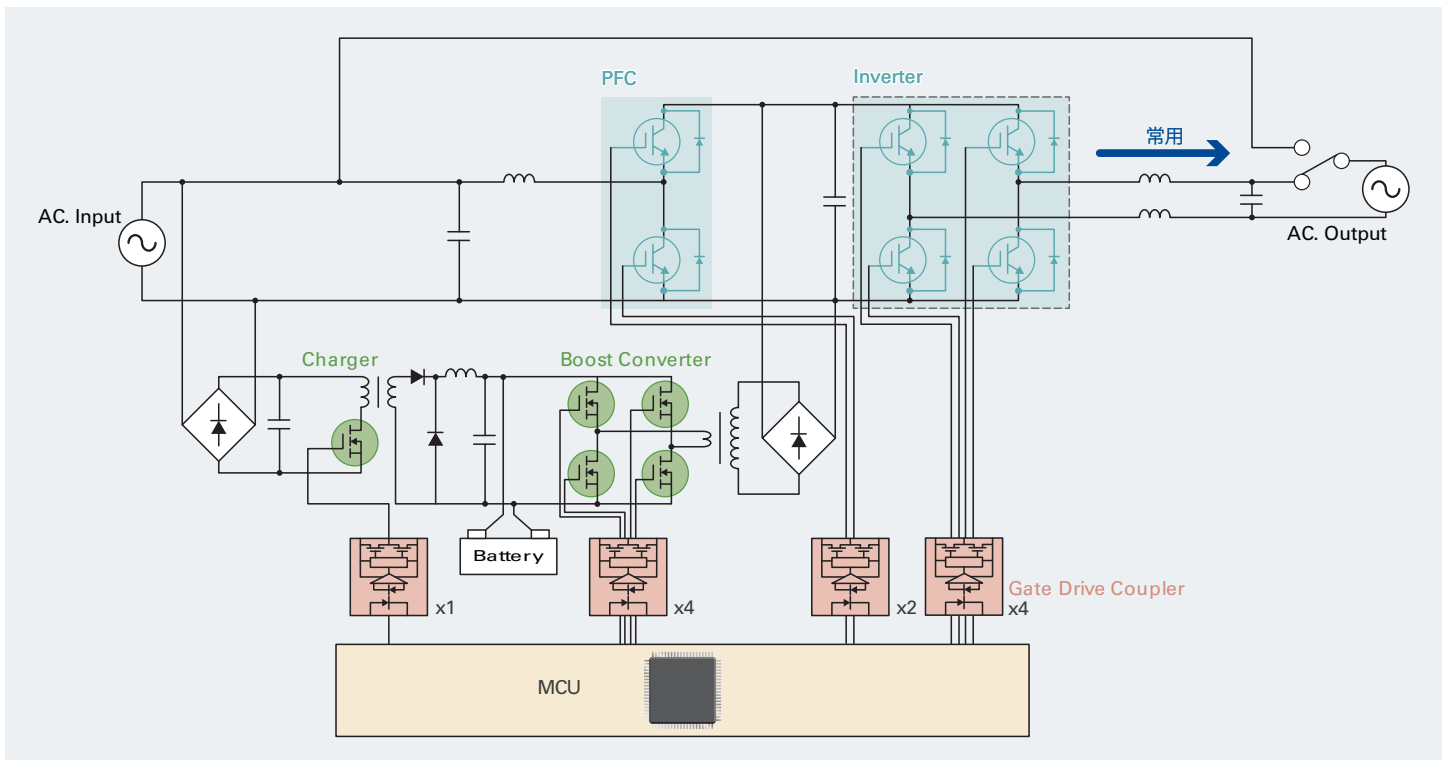 PFC
Inverter
常用
AC. Input
AC. Output
Charger
Boost Converter
Battery
Gate Drive Coupler
x1
x4
x2
x4
MCU